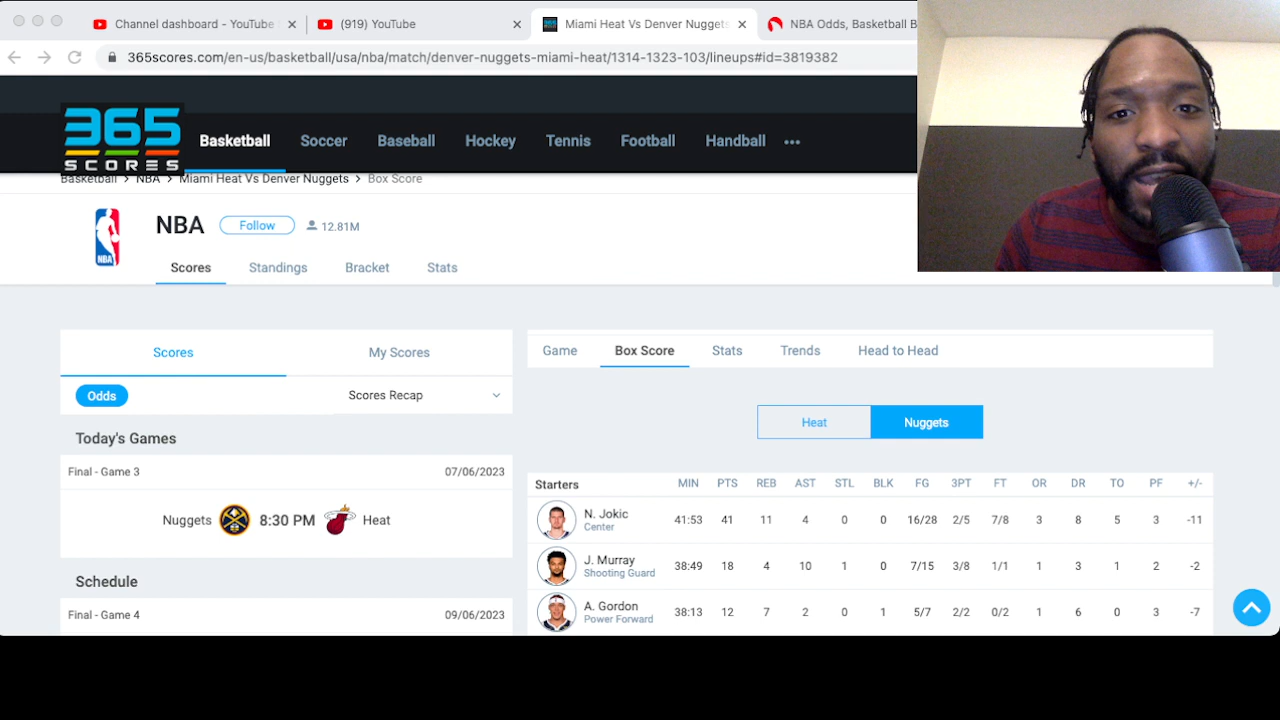 Channel dashboard - YouTube
(919) YouTube
Miami Heat Vs Denver Nuggets
NBA Odds, Basketball B
365scores.com/en-us/basketball/usa/nba/match/denver-nuggets-miami-heat/1314-1323-103/lineups#id=3819382
365
SCORES
Basketball
Soccer
Baseball
Hockey
Tennis
Football
Handball
•••
Basketball > NBA > Miami Heat Vs Denver Nuggets > Box Score
NBA
NBA
Follow
12.81M
Scores
Standings
Bracket
Stats
Scores
My Scores
Odds
Scores Recap
Today's Games
Final - Game 3
07/06/2023
Nuggets 8:30 PM Heat
Schedule
Final - Game 4
09/06/2023
Game
Box Score
Stats
Trends
Head to Head
Heat
Nuggets
Starters MIN PTS REB AST STL BLK FG 3PT FT OR DR TO PF +/-
N. Jokic 41:53 41 11 4 0 0 16/28 2/5 7/8 3 8 5 3 -11
Center
J. Murray 38:49 18 4 10 1 0 7/15 3/8 1/1 1 3 1 2 -2
Shooting Guard
A. Gordon 38:13 12 7 2 0 1 5/7 2/2 0/2 1 6 0 3 -7
Power Forward